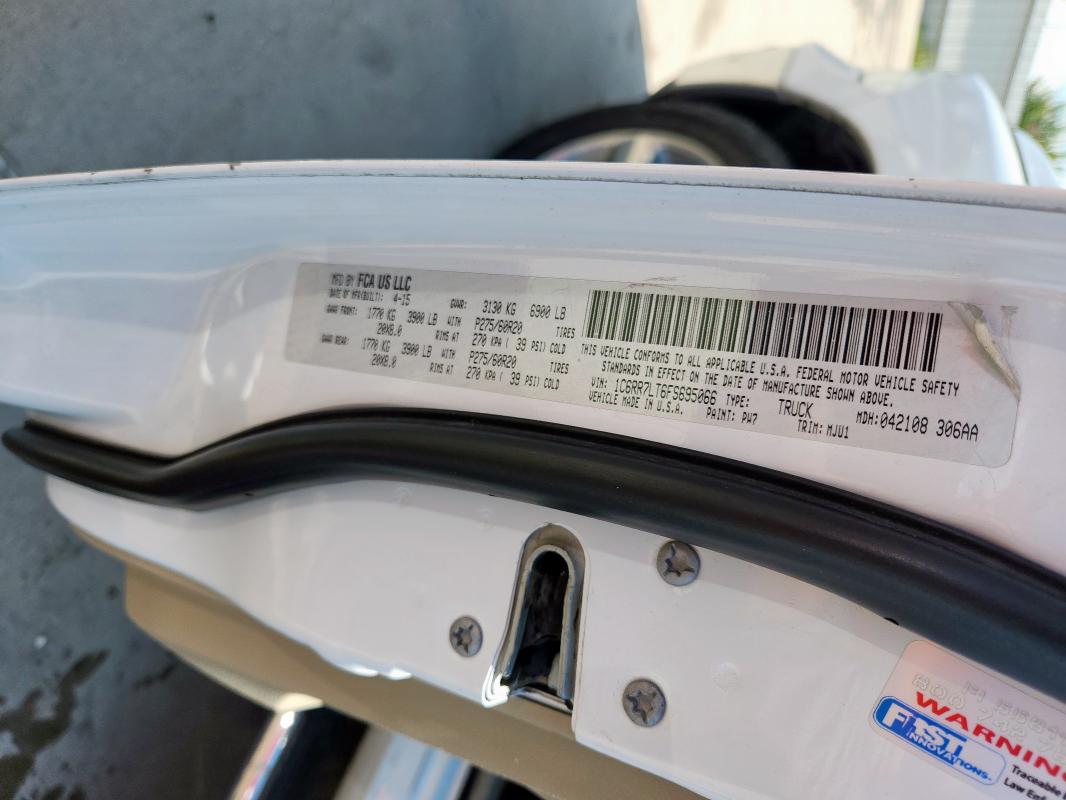 MFD BY FCA US LLC
DATE OF MFR(BUILT): 4-15 GVWR: 3130 KG 6900 LB
GAWR FRONT: 1770 KG 3900 LB WITH P275/60R20 TIRES
20X8.0 RIMS AT 270 KPA ( 39 PSI) COLD
GAWR REAR: 1770 KG 3900 LB WITH P275/60R20 TIRES
20X8.0 RIMS AT 270 KPA ( 39 PSI) COLD
THIS VEHICLE CONFORMS TO ALL APPLICABLE U.S.A. FEDERAL MOTOR VEHICLE SAFETY
STANDARDS IN EFFECT ON THE DATE OF MANUFACTURE SHOWN ABOVE.
VIN: 1C6RR7LT6FS695066 TYPE: TRUCK MDH:042108 306AA
VEHICLE MADE IN U.S.A. PAINT: PW7 TRIM: MJU1
WARNING
FIRST
INNOVATIONS.
Traceable
Law